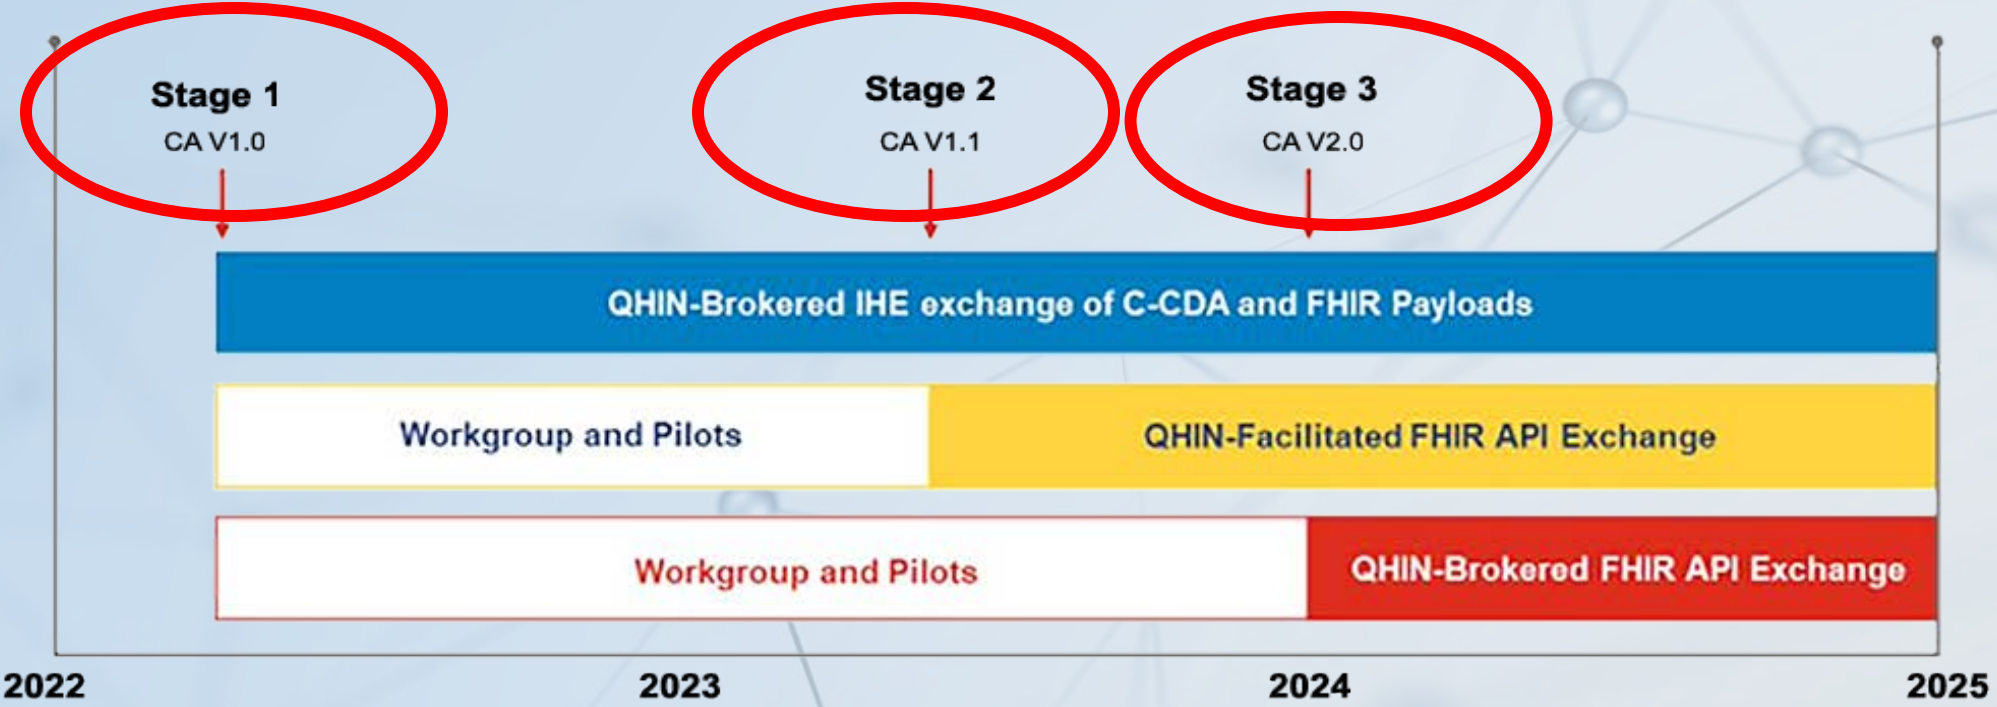 Stage 1
CA V1.0
Stage 2
CA V1.1
Stage 3
CA V2.0
QHIN-Brokered IHE exchange of C-CDA and FHIR Payloads
Workgroup and Pilots
QHIN-Facilitated FHIR API Exchange
Workgroup and Pilots
QHIN-Brokered FHIR API Exchange
2022
2023
2024
2025